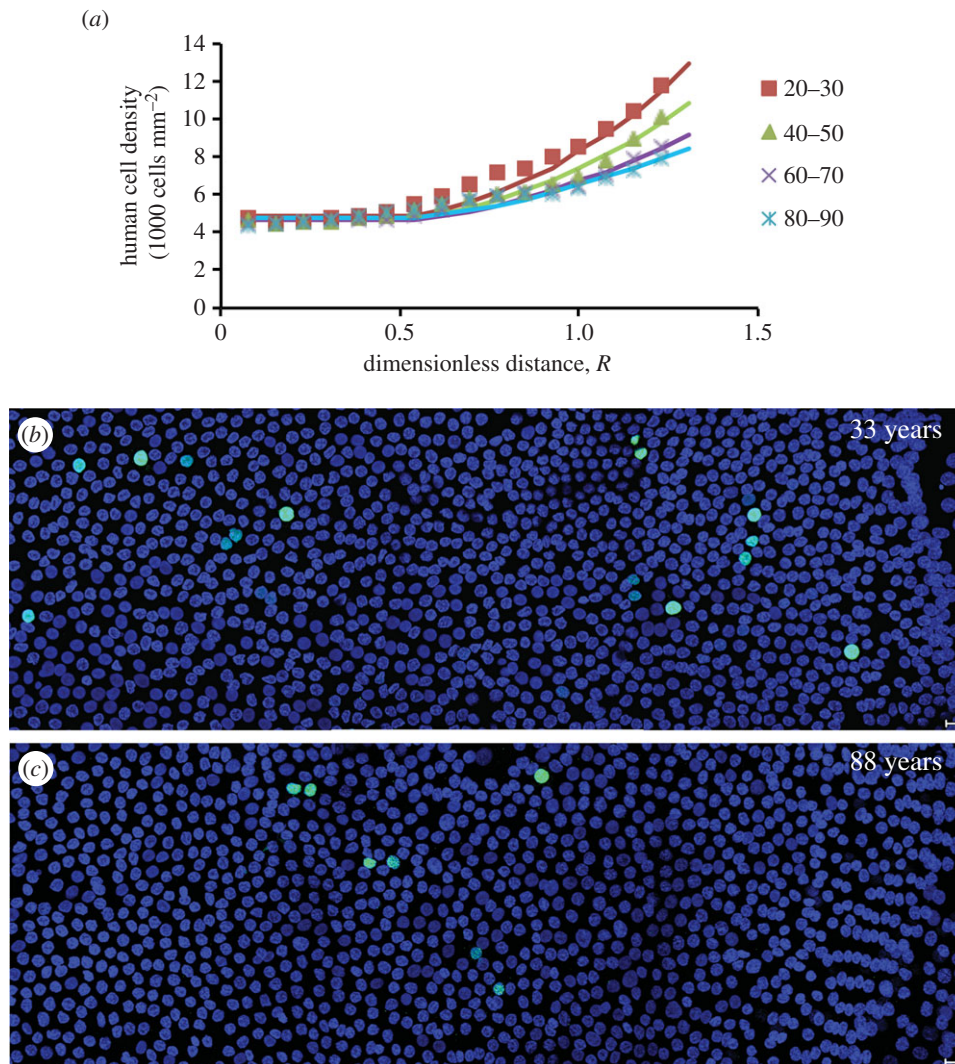 (a)
14
12
10
8
6
4
2
0
human cell density
(1000 cells mm⁻²)
0
0.5
1.0
1.5
dimensionless distance, R
20–30
40–50
60–70
80–90
(b)
33 years
(c)
88 years